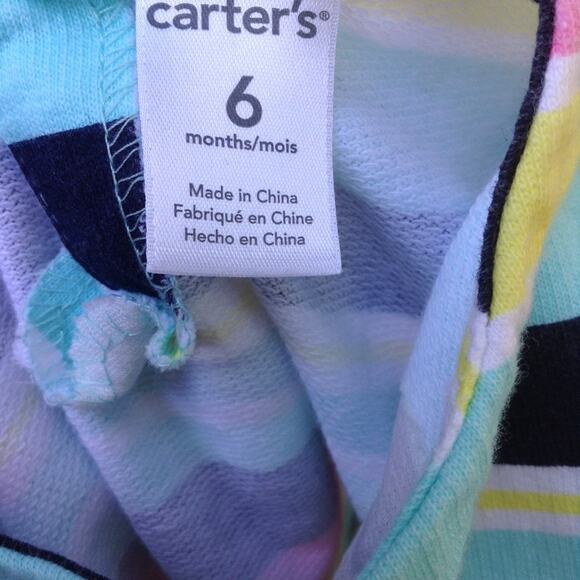 carter's®
6
months/mois
Made in China
Fabriqué en Chine
Hecho en China